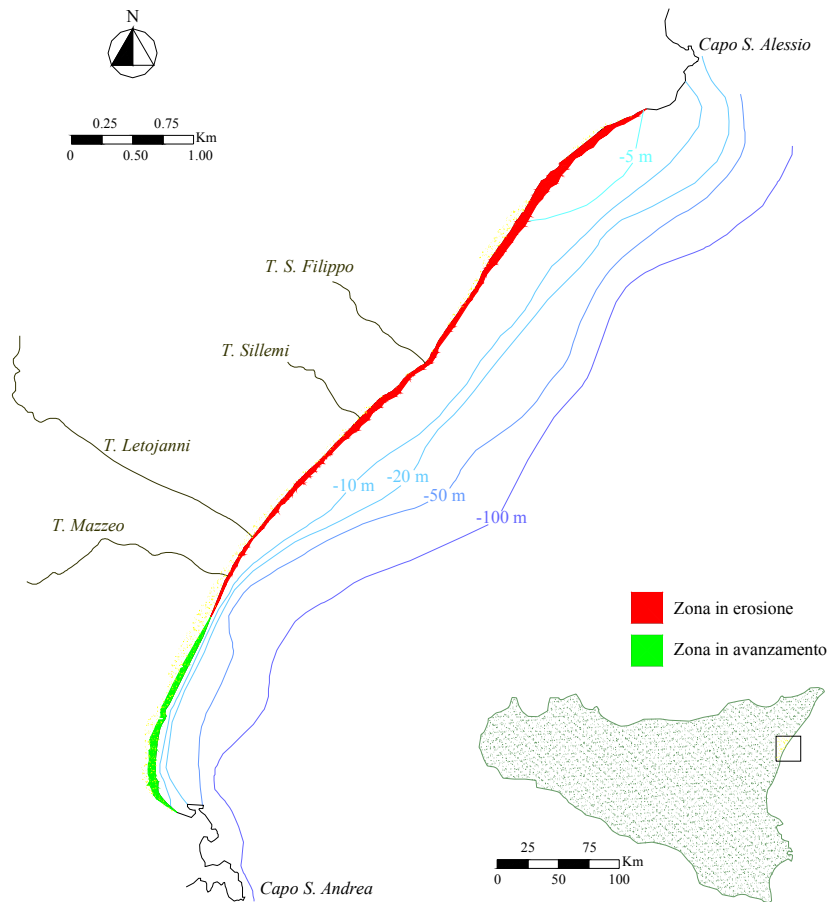 N
Capo S. Alessio
0.25 0.75
Km
0 0.50 1.00
-5 m
T. S. Filippo
T. Sillemi
T. Letojanni
-10 m
-20 m
-50 m
-100 m
T. Mazzeo
Zona in erosione
Zona in avanzamento
25 75
Km
0 50 100
Capo S. Andrea